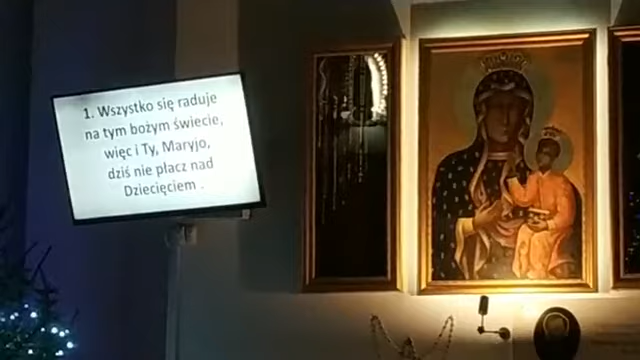 1. Wszystko się raduje
na tym bożym świecie,
więc i Ty, Maryjo,
dziś nie płacz nad
Dziecięciem .